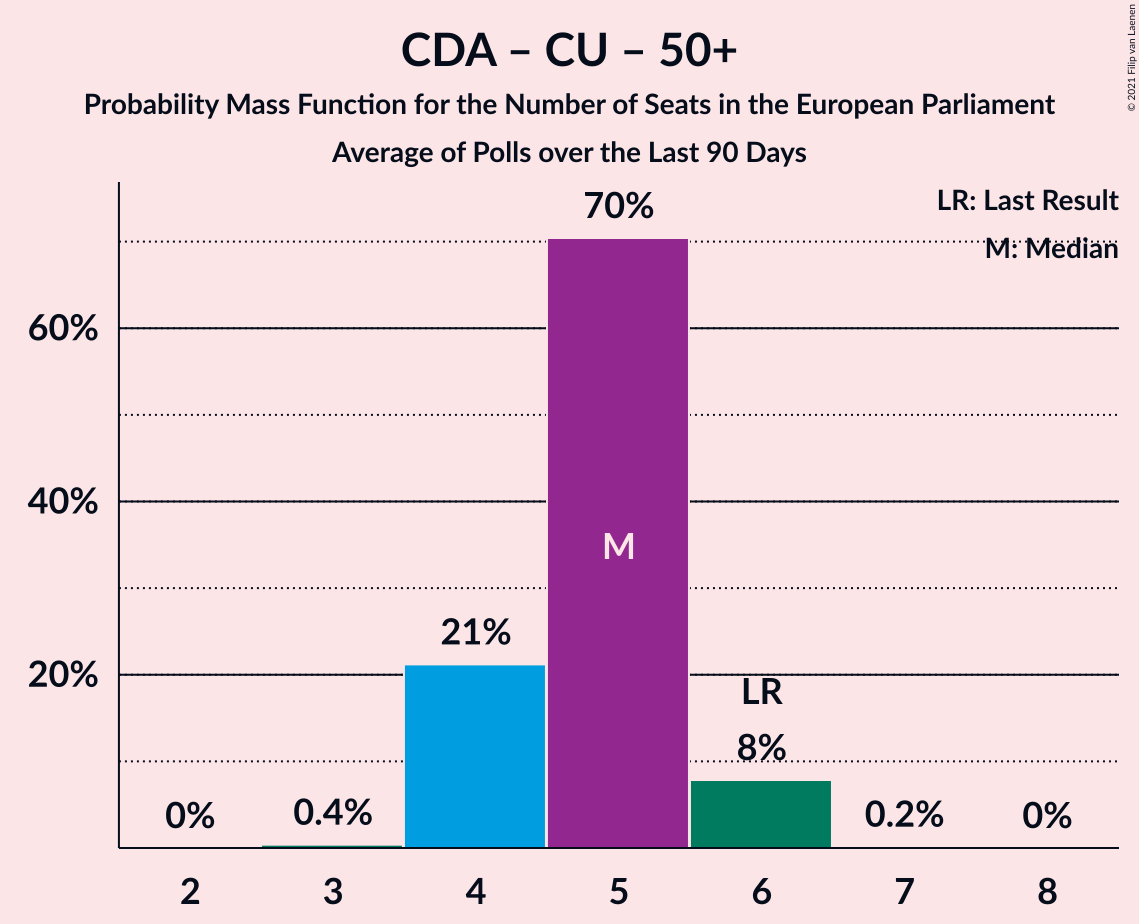 CDA – CU – 50+
Probability Mass Function for the Number of Seats in the European Parliament
Average of Polls over the Last 90 Days
© 2021 Filip van Laenen
LR: Last Result
M: Median
70%
60%
40%
20%
M
21%
LR
8%
0%
0.4%
0.2%
0%
2
3
4
5
6
7
8